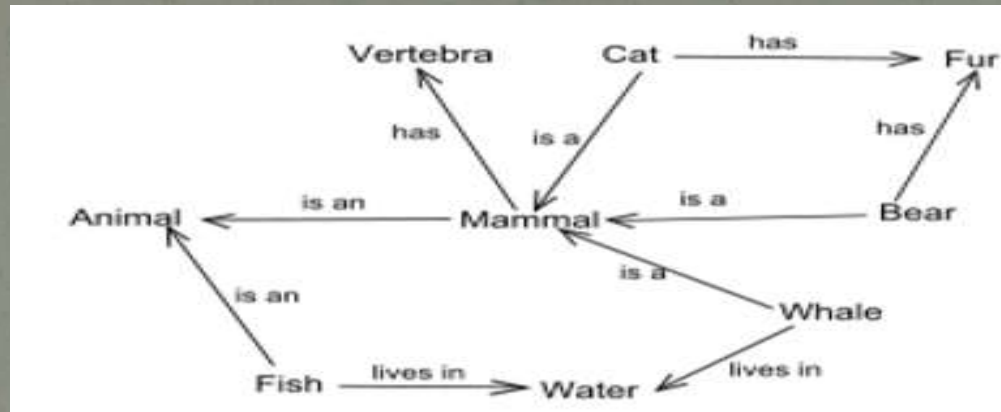 has
Vertebra Cat Fur
has is a has
is an is a
Animal Mammal Bear
is a
is an
Whale
lives in lives in
Fish Water